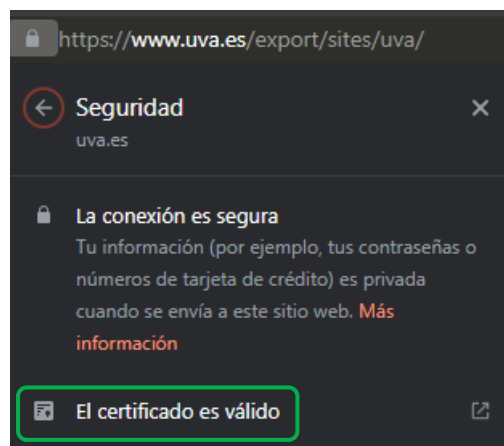 https://www.uva.es/export/sites/uva/
Seguridad
uva.es
La conexión es segura
Tu información (por ejemplo, tus contraseñas o
números de tarjeta de crédito) es privada
cuando se envía a este sitio web. Más
información
El certificado es válido